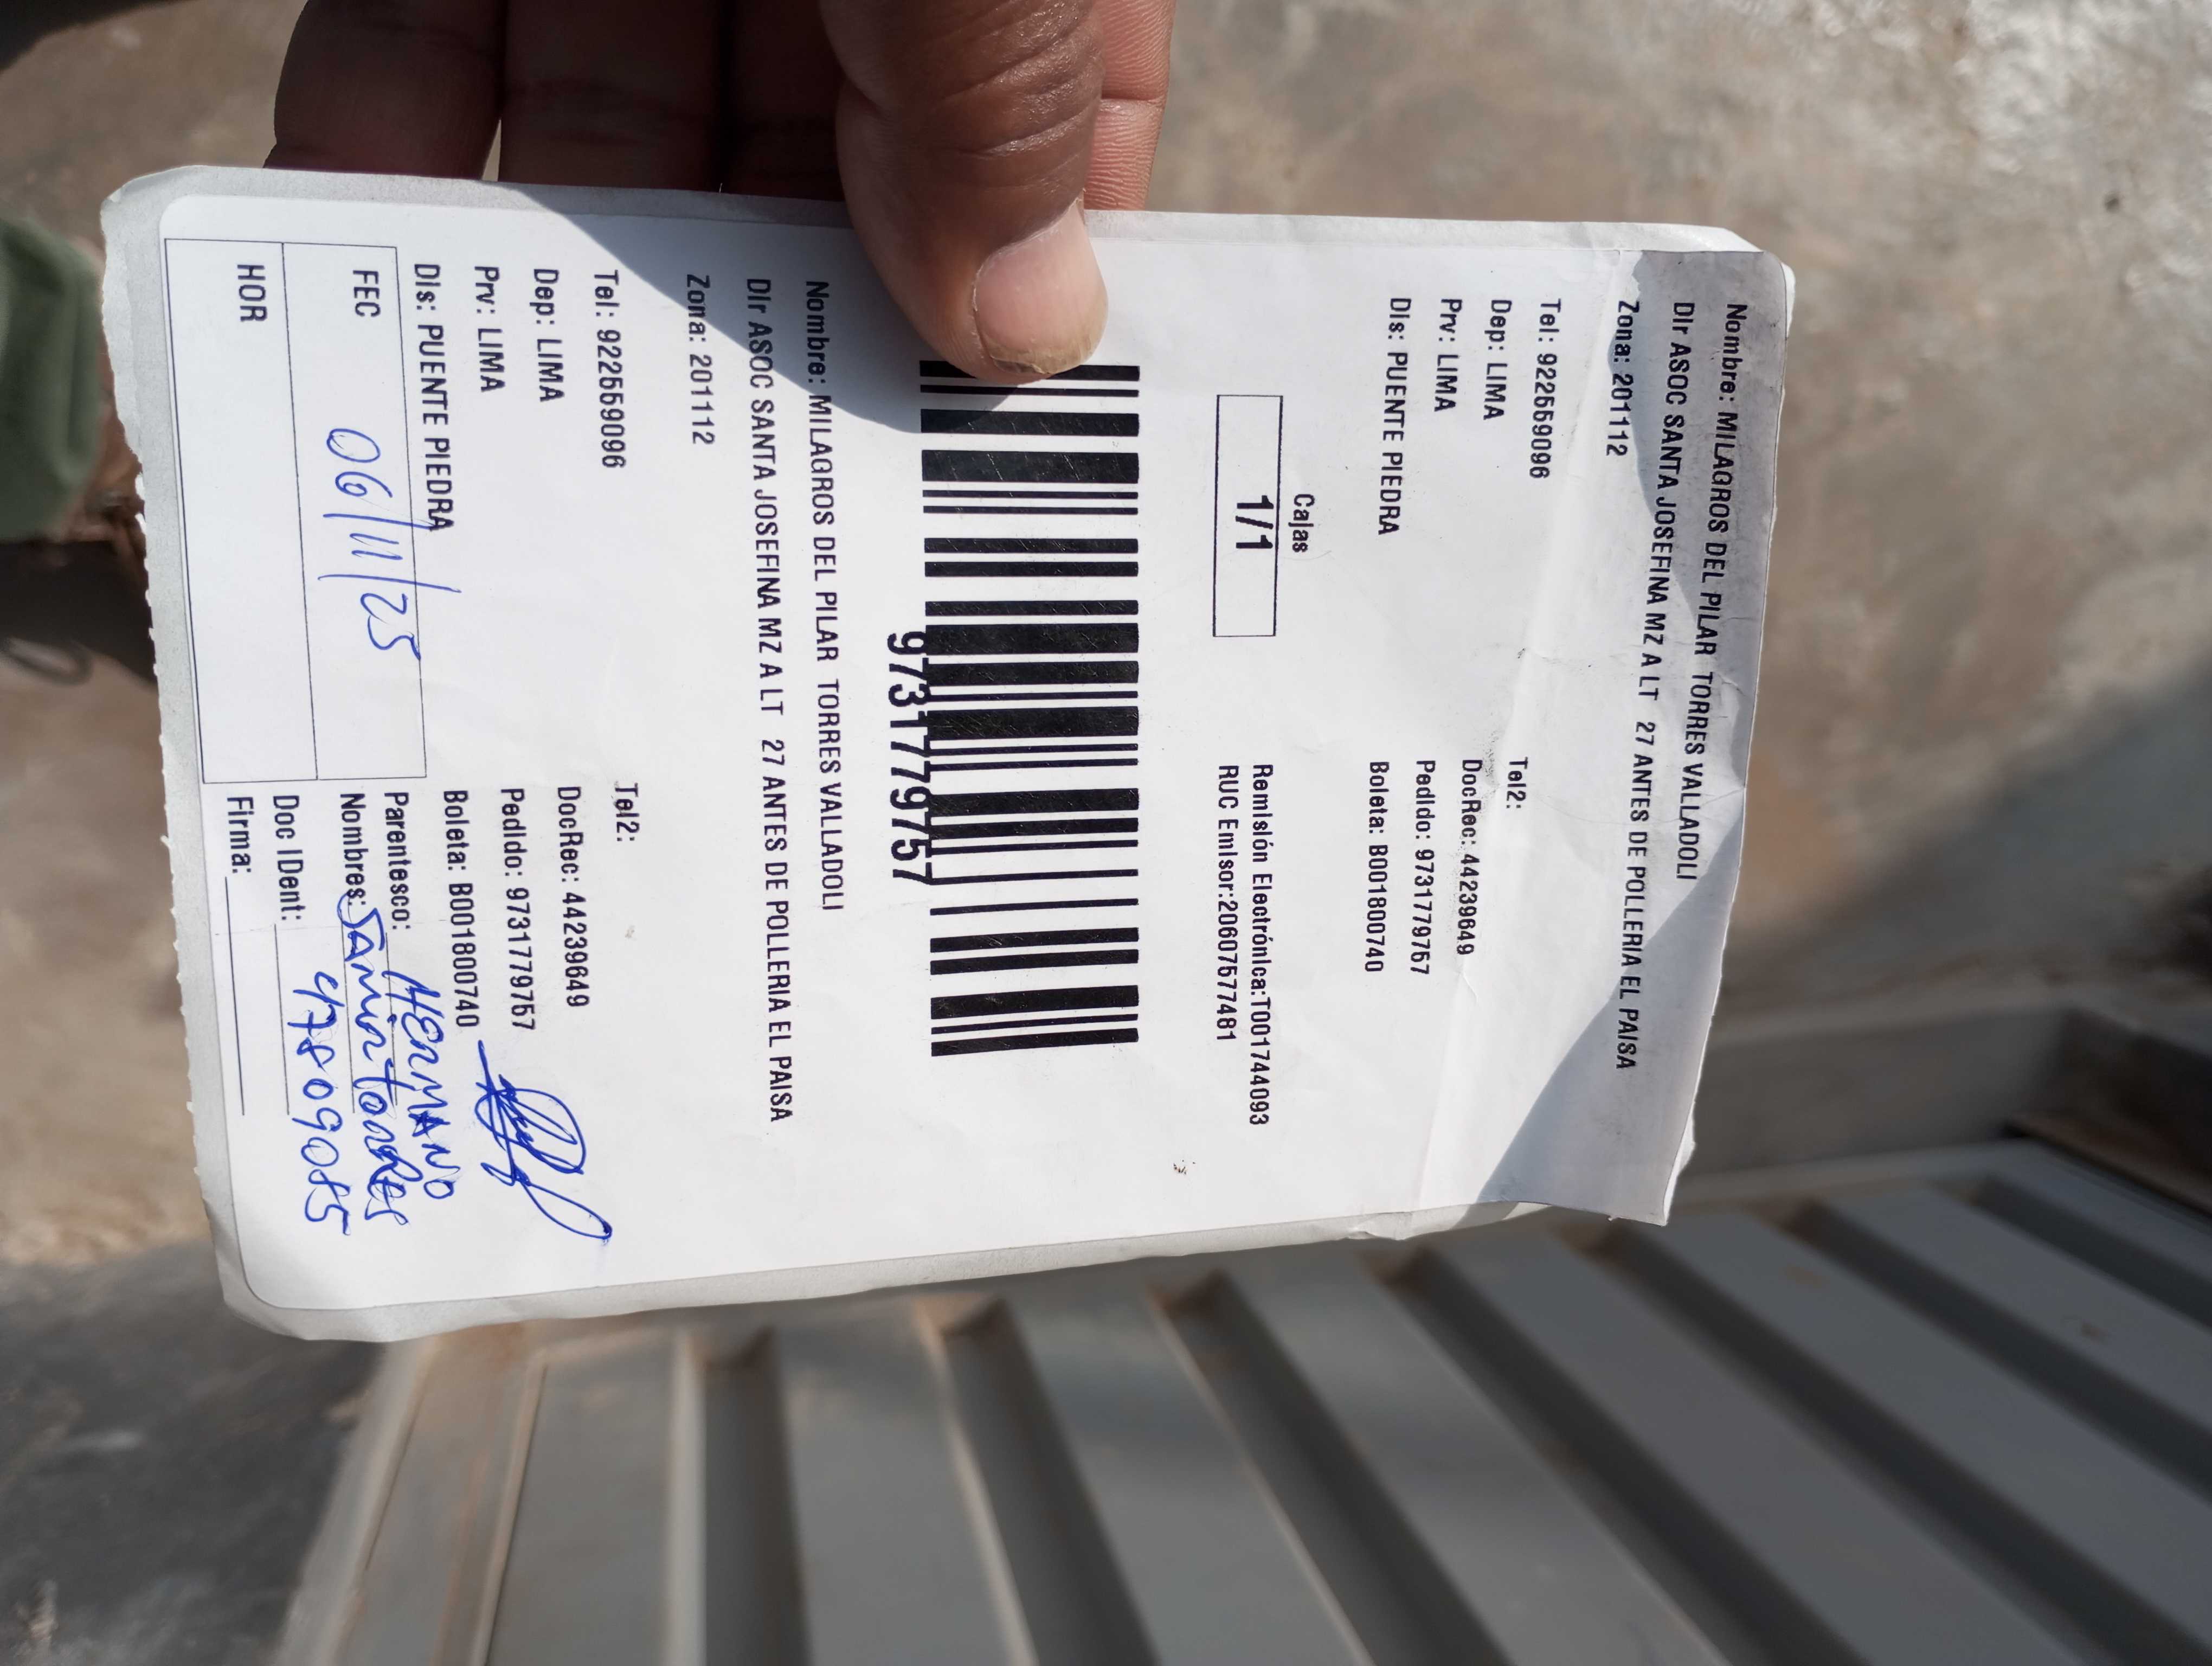 Nombre: MILAGROS DEL PILAR TORRES VALLADOLI
Dir ASOC SANTA JOSEFINA MZ A LT 27 ANTES DE POLLERIA EL PAISA
Zona: 201112
Tel: 922559096 Tel2:
Dep: LIMA DocRec: 44239649
Prv: LIMA Pedido: 9731779757
Dis: PUENTE PIEDRA Boleta: B001800740
Cajas
1/1
Remisión Electrónica:T001744093
RUC Emisor:20607577481
9731779757
Nombre: MILAGROS DEL PILAR TORRES VALLADOLI
Dir ASOC SANTA JOSEFINA MZ A LT 27 ANTES DE POLLERIA EL PAISA
Zona: 201112
Tel: 922559096 Tel2:
Dep: LIMA DocRec: 44239649
Prv: LIMA Pedido: 9731779757
Dis: PUENTE PIEDRA Boleta: B001800740
FEC 06/11/25
HOR
Parentesco: HERMANO
Nombres: Samir Torres
Doc IDent: 47809085
Firma: